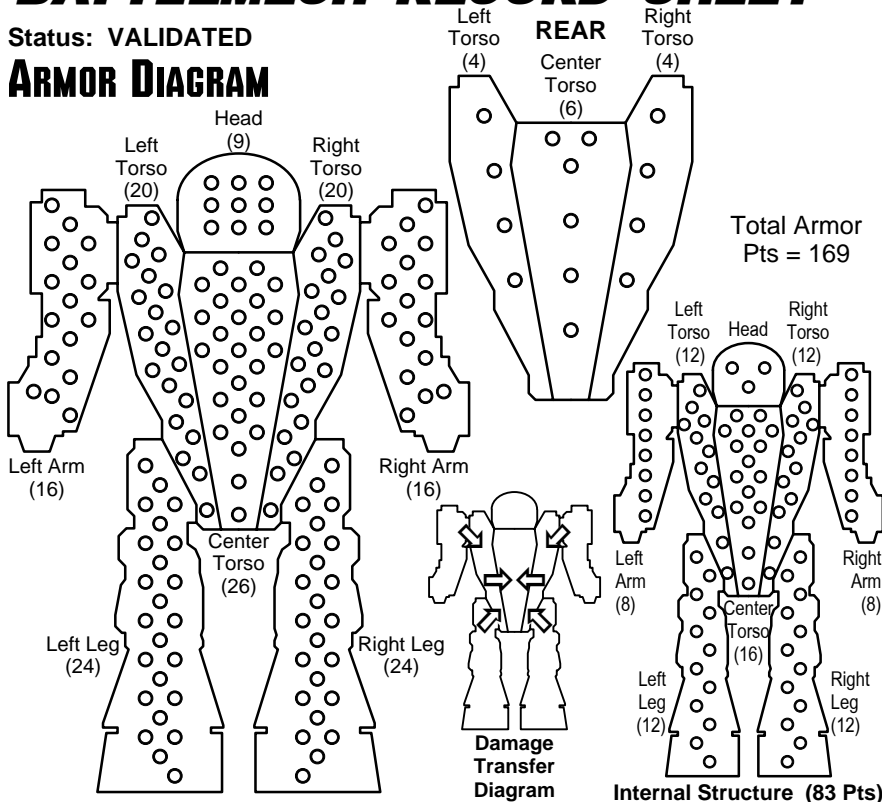 BATTLEMECH RECORD SHEET
Status: VALIDATED
ARMOR DIAGRAM
Left
Torso
(4)
REAR
Center
Torso
(6)
Right
Torso
(4)
Head
(9)
Left
Torso
(20)
Right
Torso
(20)
Total Armor
Pts = 169
Left Arm
(16)
Right Arm
(16)
Center
Torso
(26)
Left Leg
(24)
Right Leg
(24)
Damage
Transfer
Diagram
Left
Torso
(12)
Head
Right
Torso
(12)
Left
Arm
(8)
Right
Arm
(8)
Center
Torso
(16)
Left
Leg
(12)
Right
Leg
(12)
Internal Structure (83 Pts)